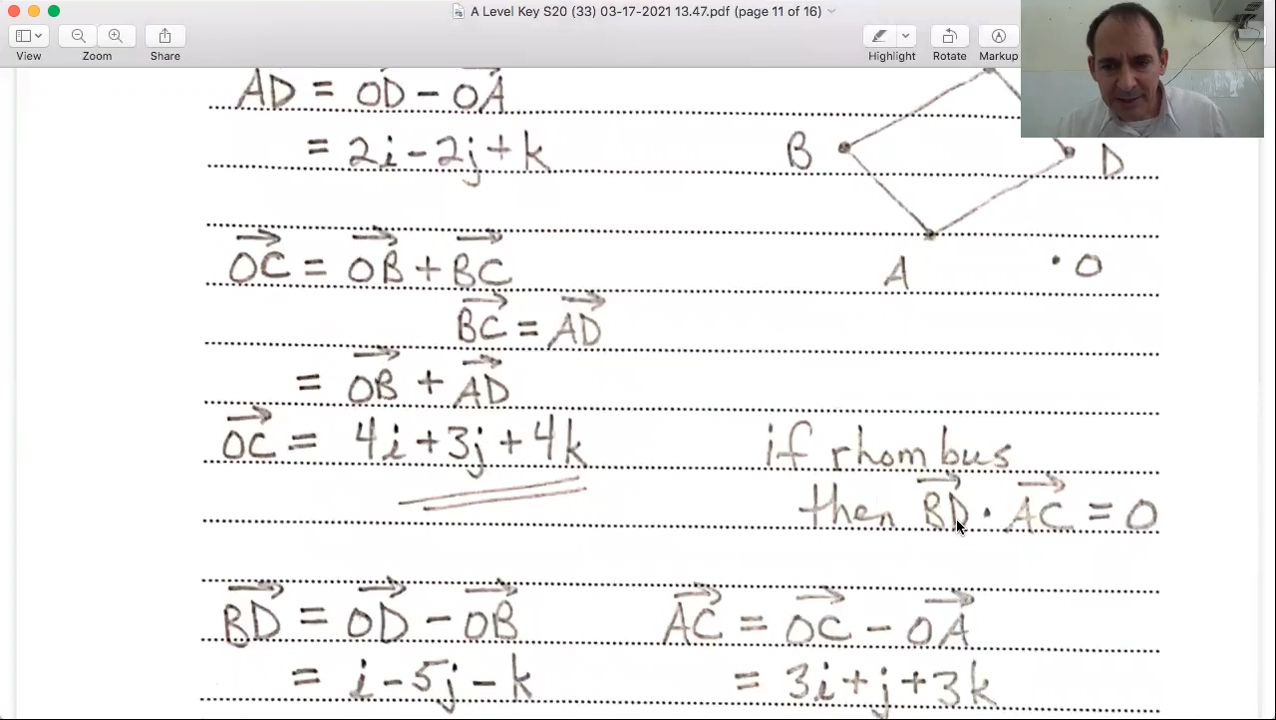 A Level Key S20 (33) 03-17-2021 13.47.pdf (page 11 of 16)
View Zoom Share Highlight Rotate Markup
AD = OD - OA
= 2i - 2j + k
B
D
A
O
OC = OB + BC
BC = AD
= OB + AD
OC = 4i + 3j + 4k
if rhombus
then BD · AC = 0
BD = OD - OB
AC = OC - OA
= i - 5j - k
= 3i + j + 3k